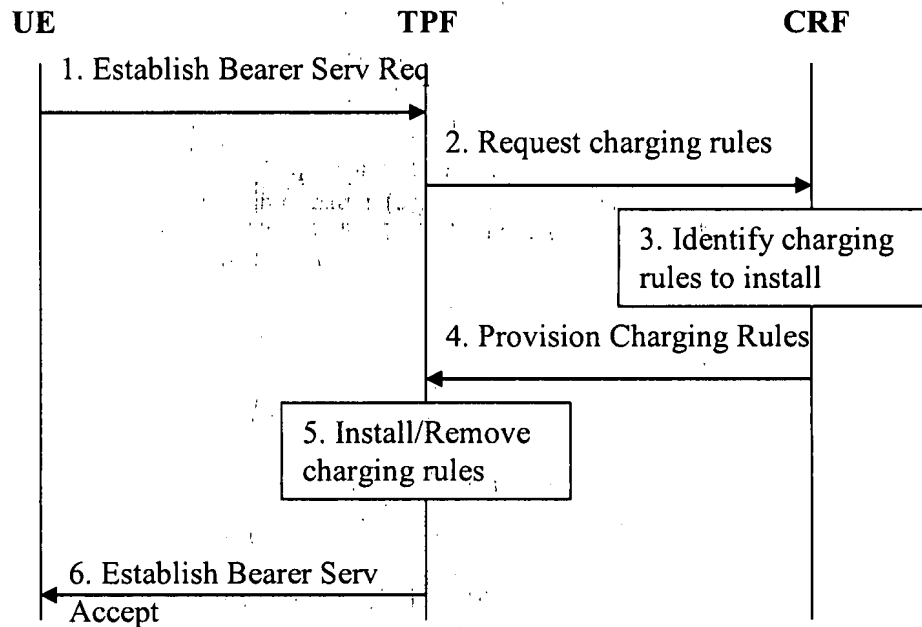 UE TPF CRF
1. Establish Bearer Serv Req
2. Request charging rules
3. Identify charging
rules to install
4. Provision Charging Rules
5. Install/Remove
charging rules
6. Establish Bearer Serv
Accept